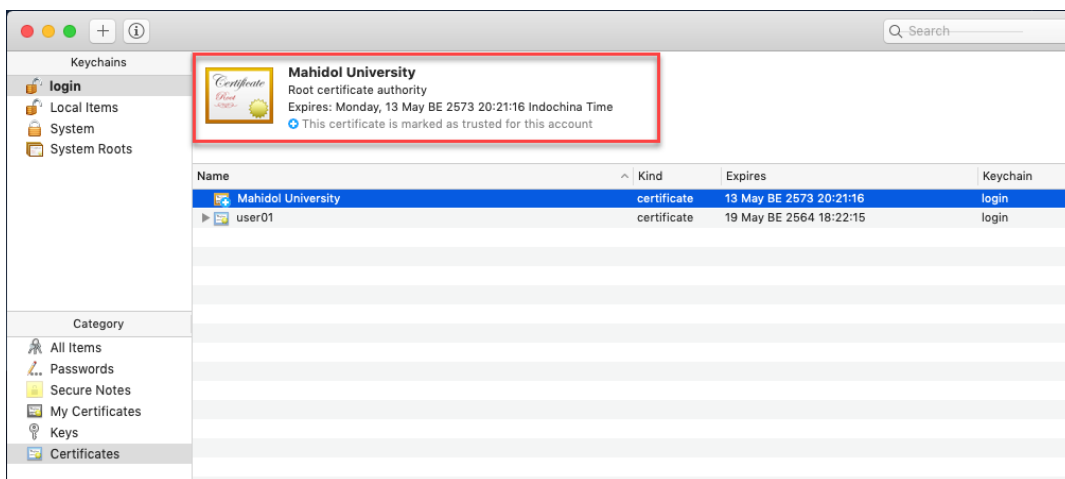 Search
Keychains
login
Local Items
System
System Roots
Certificate
Root
Mahidol University
Root certificate authority
Expires: Monday, 13 May BE 2573 20:21:16 Indochina Time
This certificate is marked as trusted for this account
Name Kind Expires Keychain
Mahidol University certificate 13 May BE 2573 20:21:16 login
user01 certificate 19 May BE 2564 18:22:15 login
Category
All Items
Passwords
Secure Notes
My Certificates
Keys
Certificates